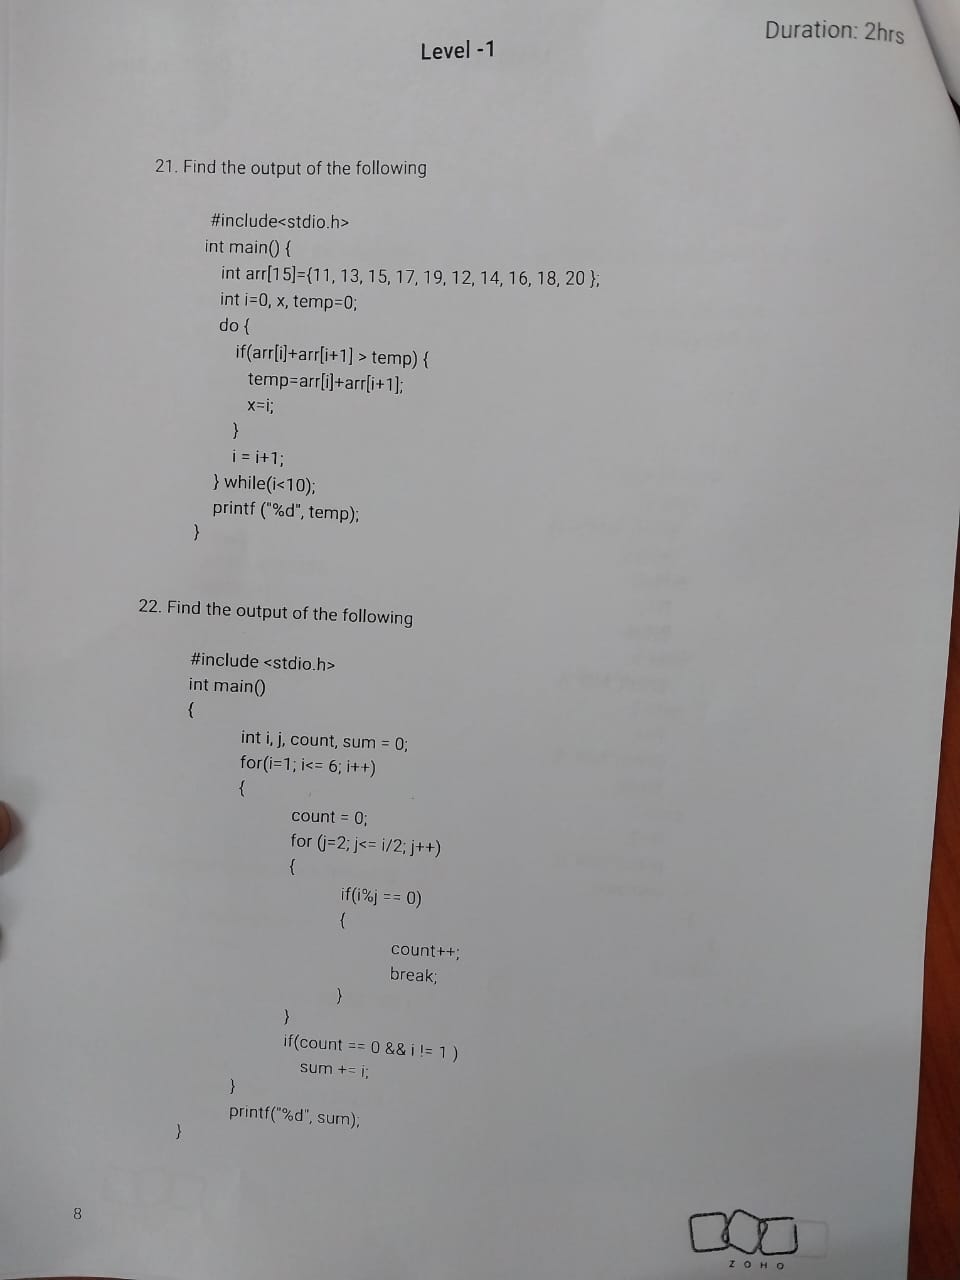 Duration: 2hrs
Level -1
21. Find the output of the following
#include<stdio.h>
int main() {
int arr[15]={11, 13, 15, 17, 19, 12, 14, 16, 18, 20 };
int i=0, x, temp=0;
do {
if(arr[i]+arr[i+1] > temp) {
temp=arr[i]+arr[i+1];
x=i;
}
i = i+1;
} while(i<10);
printf ("%d", temp);
}
22. Find the output of the following
#include <stdio.h>
int main()
{
int i, j, count, sum = 0;
for(i=1; i<= 6; i++)
{
count = 0;
for (j=2; j<= i/2; j++)
{
if(i%j == 0)
{
count++;
break;
}
}
if(count == 0 && i != 1 )
sum += i;
}
printf("%d", sum);
}
8
ZOHO